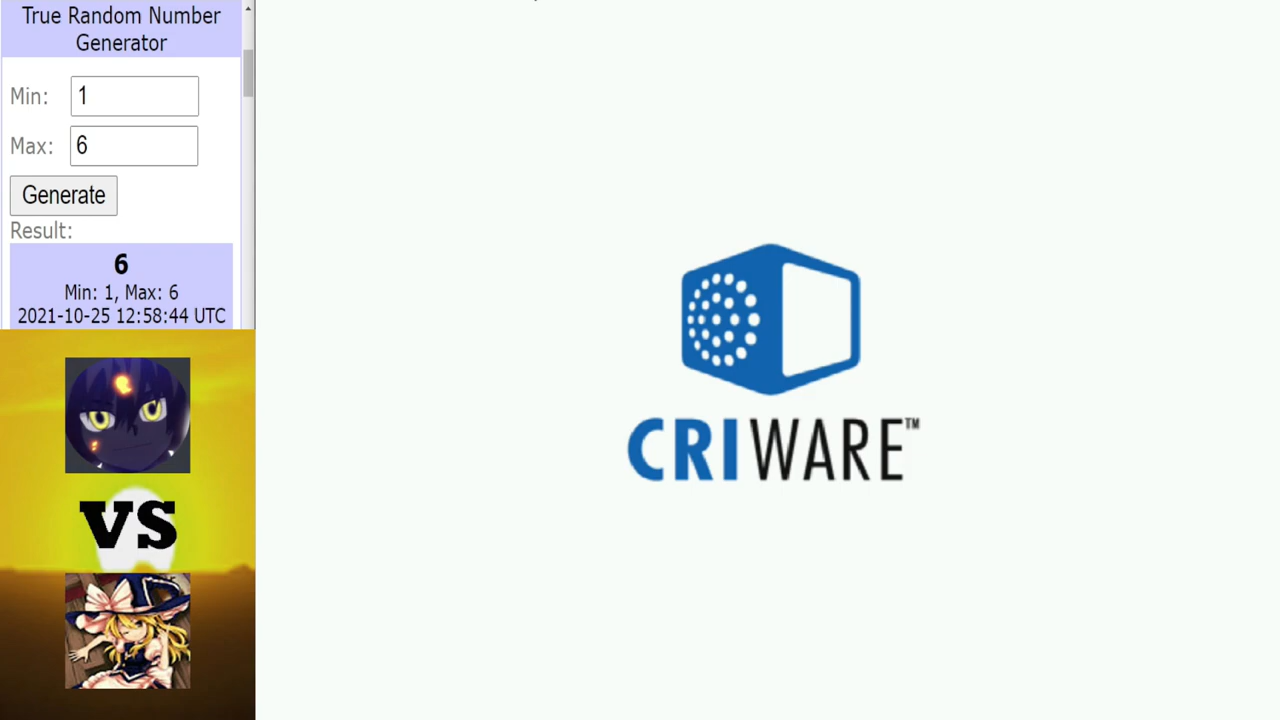 True Random Number
Generator
Min: 1
Max: 6
Generate
Result:
6
Min: 1, Max: 6
2021-10-25 12:58:44 UTC
VS
CRIWARE™